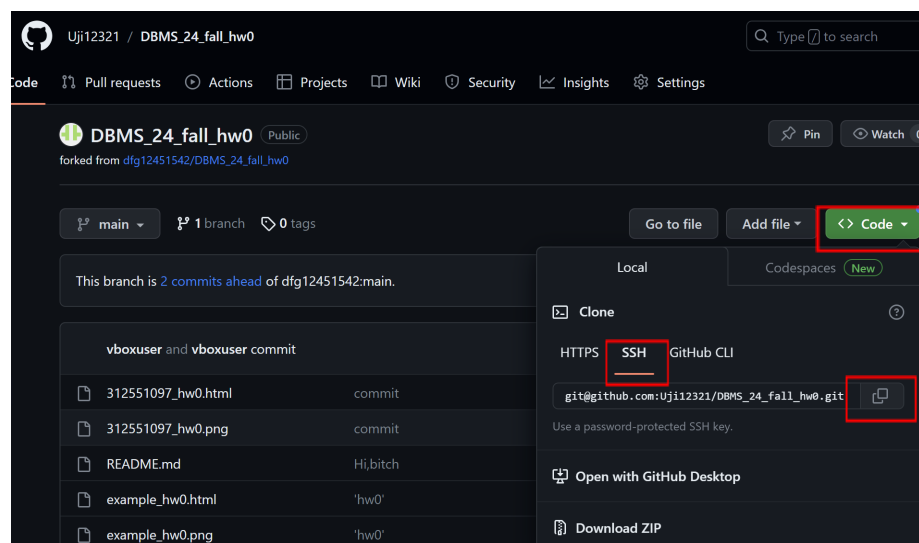 Uji12321 / DBMS_24_fall_hw0
Type / to search
Code Pull requests Actions Projects Wiki Security Insights Settings
DBMS_24_fall_hw0 Public
Pin Watch
forked from dfg12451542/DBMS_24_fall_hw0
main 1 branch 0 tags
Go to file Add file <> Code
This branch is 2 commits ahead of dfg12451542:main.
Local Codespaces New
Clone
HTTPS SSH GitHub CLI
git@github.com:Uji12321/DBMS_24_fall_hw0.git
Use a password-protected SSH key.
Open with GitHub Desktop
Download ZIP
vboxuser and vboxuser commit
312551097_hw0.html commit
312551097_hw0.png commit
README.md Hi,bitch
example_hw0.html 'hw0'
example_hw0.png 'hw0'